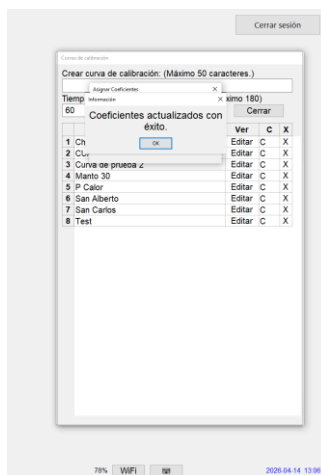 Cerrar sesión
Curvas de calibración
Crear curva de calibración: (Máximo 50 caracteres.)
Asignar Coeficientes X
Información X
Tiemp ximo 180)
60 Cerrar
Coeficientes actualizados con
éxito.
OK
Ver C X
1 Ch Editar C X
2 Editar C X
3 Curva de prueba 2 Editar C X
4 Manto 30 Editar C X
5 P Calor Editar C X
6 San Alberto Editar C X
7 San Carlos Editar C X
8 Test Editar C X
78% WiFi 2026-04-14 13:06